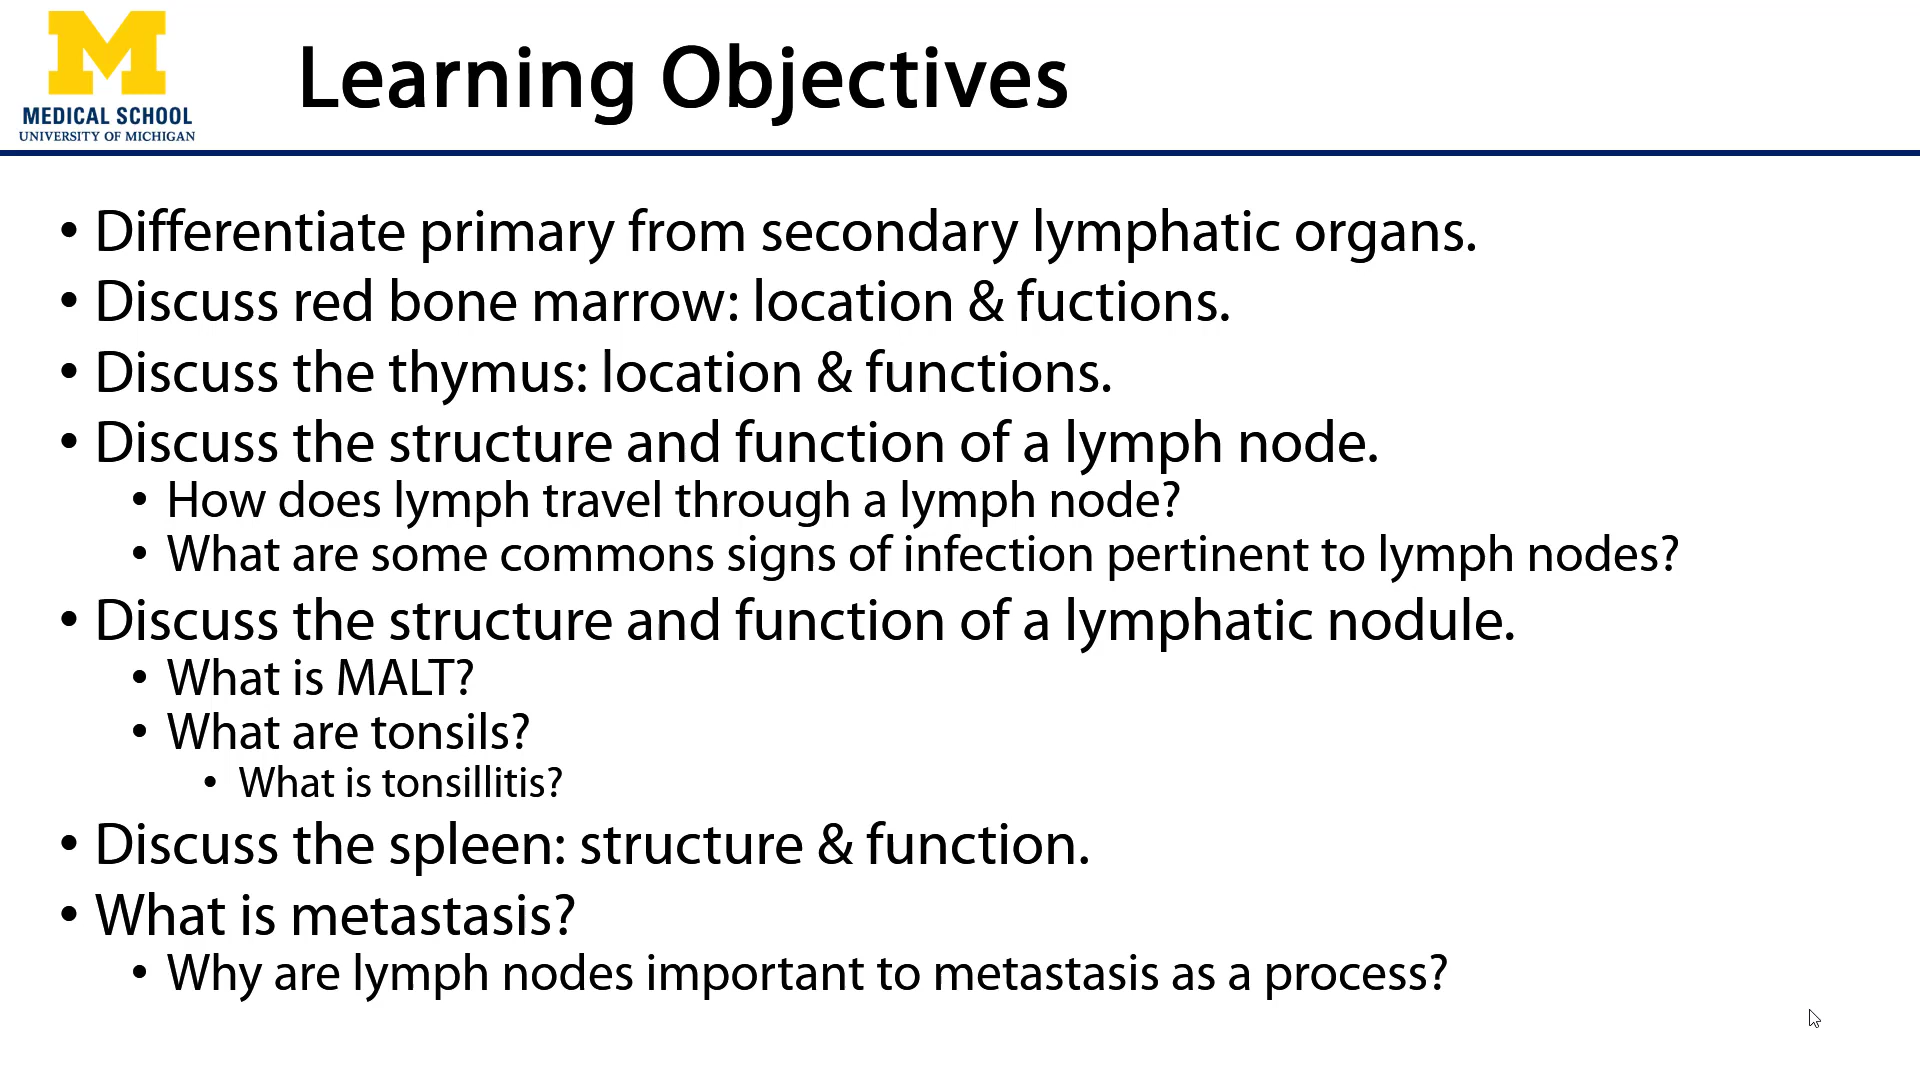 M
MEDICAL SCHOOL
UNIVERSITY OF MICHIGAN
Learning Objectives
• Differentiate primary from secondary lymphatic organs.
• Discuss red bone marrow: location & fuctions.
• Discuss the thymus: location & functions.
• Discuss the structure and function of a lymph node.
• How does lymph travel through a lymph node?
• What are some commons signs of infection pertinent to lymph nodes?
• Discuss the structure and function of a lymphatic nodule.
• What is MALT?
• What are tonsils?
• What is tonsillitis?
• Discuss the spleen: structure & function.
• What is metastasis?
• Why are lymph nodes important to metastasis as a process?